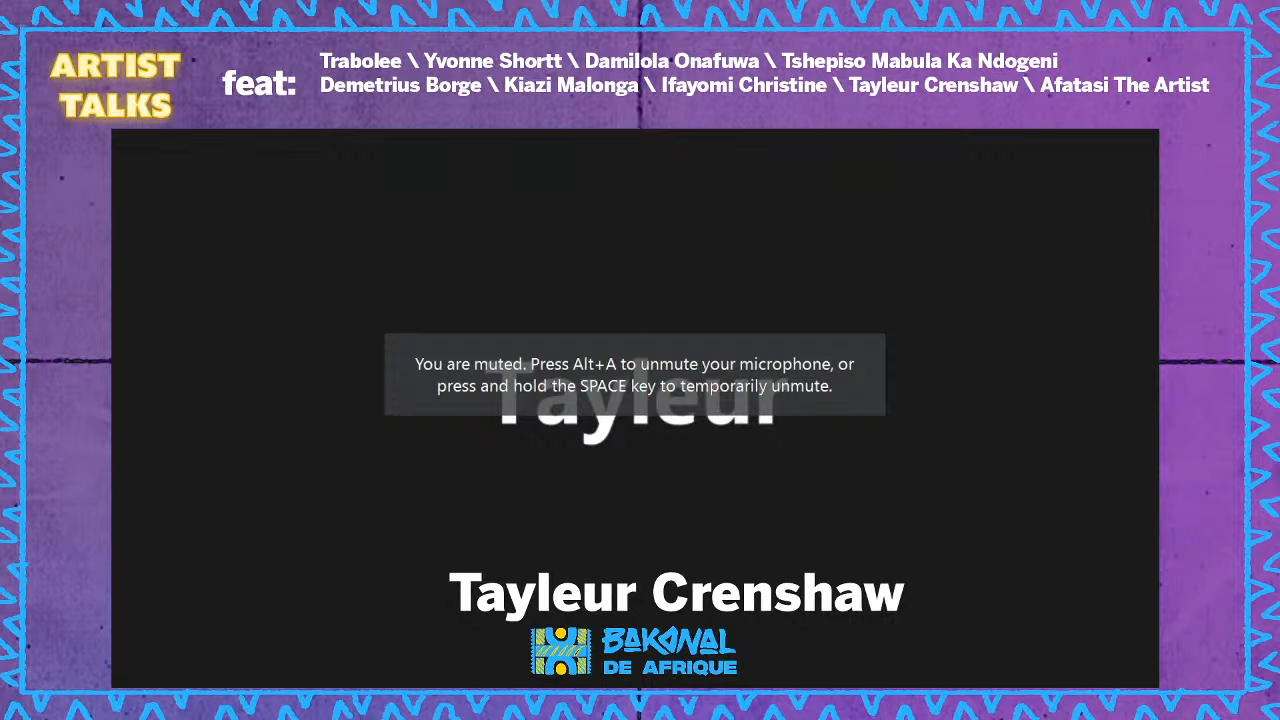 ARTIST
TALKS
feat:
Trabolee \ Yvonne Shortt \ Damilola Onafuwa \ Tshepiso Mabula Ka Ndogeni
Demetrius Borge \ Kiazi Malonga \ Ifayomi Christine \ Tayleur Crenshaw \ Afatasi The Artist
You are muted. Press Alt+A to unmute your microphone, or
press and hold the SPACE key to temporarily unmute.
Tayleur
Tayleur Crenshaw
BAKANAL
DE AFRIQUE